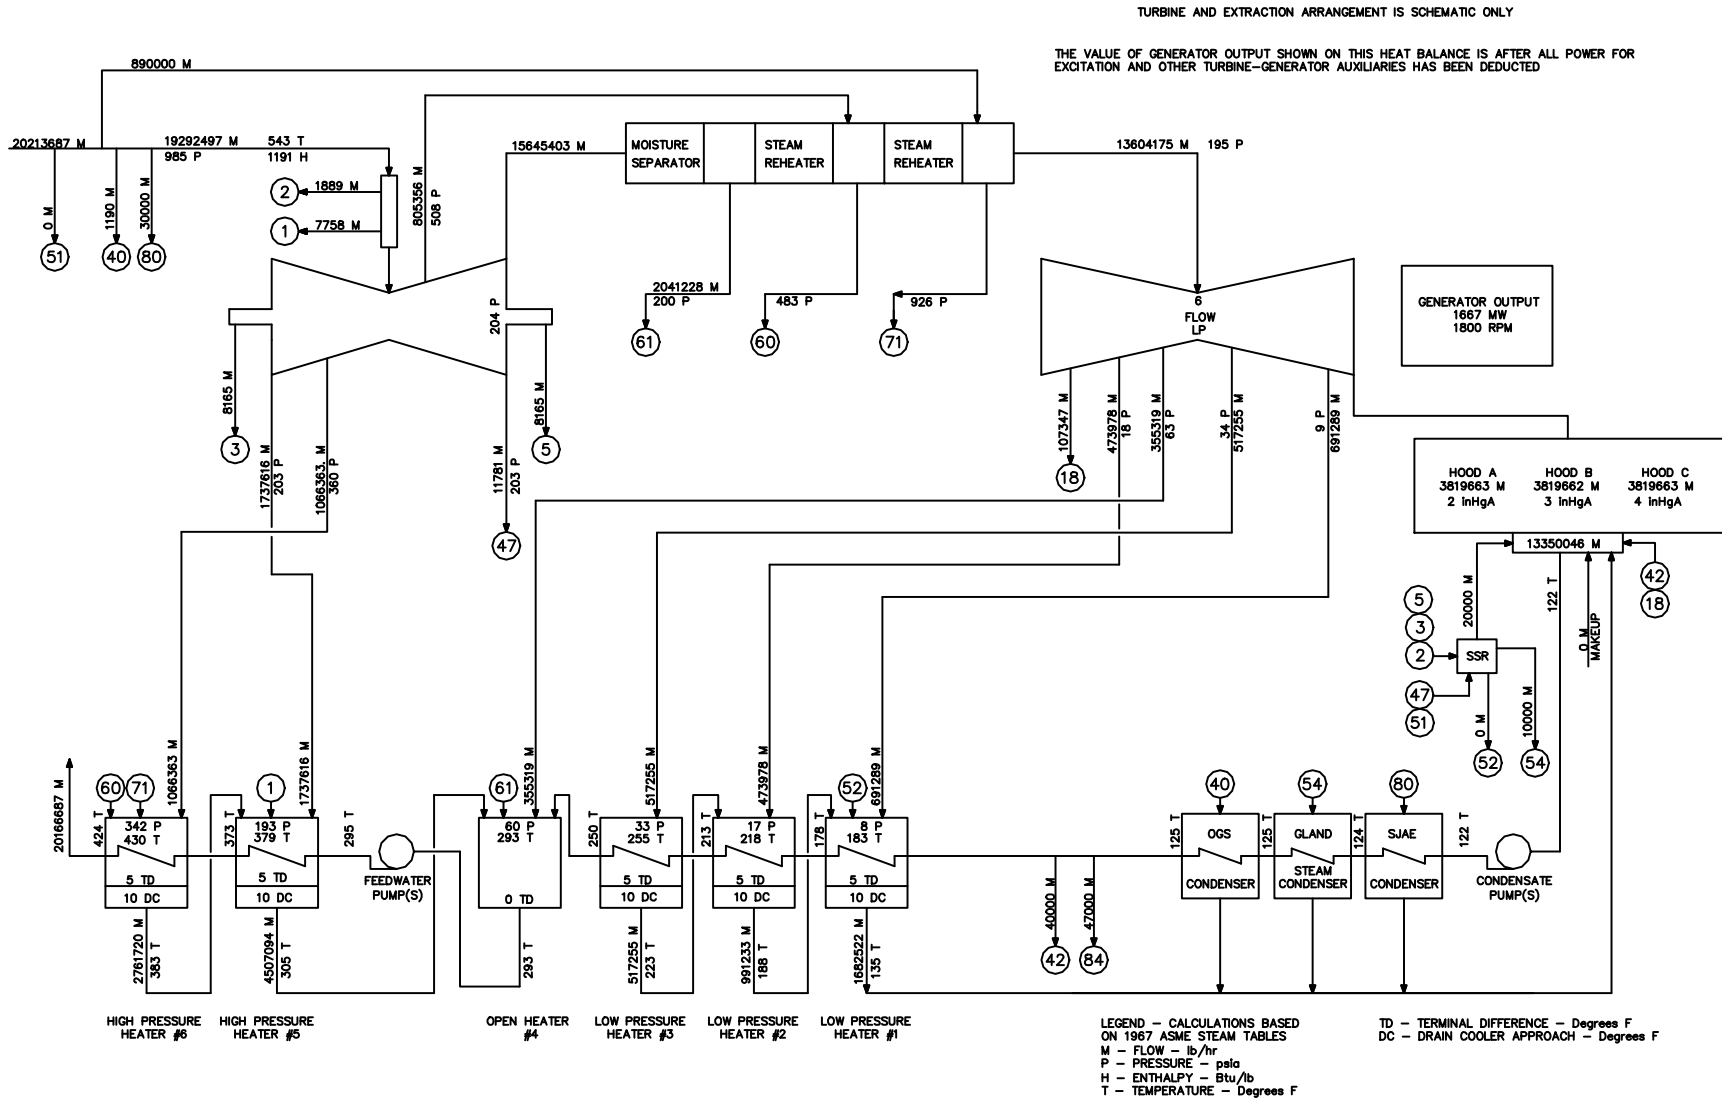 TURBINE AND EXTRACTION ARRANGEMENT IS SCHEMATIC ONLY
THE VALUE OF GENERATOR OUTPUT SHOWN ON THIS HEAT BALANCE IS AFTER ALL POWER FOR
EXCITATION AND OTHER TURBINE-GENERATOR AUXILIARIES HAS BEEN DEDUCTED
890000 M
20213687 M
19292497 M
543 T
985 P
1191 H
0 M
1190 M
30000 M
51
40
80
2
1889 M
1
7758 M
805356 M
508 P
15645403 M
MOISTURE
SEPARATOR
STEAM
REHEATER
STEAM
REHEATER
13604175 M
195 P
2041228 M
200 P
61
483 P
60
926 P
71
204 P
6
FLOW
LP
GENERATOR OUTPUT
1667 MW
1800 RPM
8165 M
3
1737616 M
203 P
1066363. M
360 P
11781 M
203 P
47
8165 M
5
107347 M
18
473978 M
18 P
355319 M
63 P
34 P
517255 M
9 P
691289 M
HOOD A
3819663 M
2 inHgA
HOOD B
3819662 M
3 inHgA
HOOD C
3819663 M
4 inHgA
13350046 M
42
18
20000 M
122 T
0 M
MAKEUP
5
3
2
SSR
47
51
0 M
52
10000 M
54
20166687 M
424 T
60
71
1066363 M
342 P
430 T
5 TD
10 DC
373 T
1
1737616 M
193 P
379 T
5 TD
10 DC
295 T
FEEDWATER
PUMP(S)
61
355319 M
60 P
293 T
0 TD
250 T
517255 M
33 P
255 T
5 TD
10 DC
213 T
473978 M
17 P
218 T
5 TD
10 DC
178 T
52
691289 M
8 P
183 T
5 TD
10 DC
125 T
40
OGS
CONDENSER
125 T
54
GLAND
STEAM
CONDENSER
124 T
80
SJAE
CONDENSER
122 T
CONDENSATE
PUMP(S)
2761720 M
383 T
4507094 M
305 T
293 T
517255 M
223 T
991233 M
188 T
1682522 M
135 T
40000 M
42
47000 M
84
HIGH PRESSURE
HEATER #6
HIGH PRESSURE
HEATER #5
OPEN HEATER
#4
LOW PRESSURE
HEATER #3
LOW PRESSURE
HEATER #2
LOW PRESSURE
HEATER #1
LEGEND - CALCULATIONS BASED
ON 1967 ASME STEAM TABLES
M - FLOW - lb/hr
P - PRESSURE - psia
H - ENTHALPY - Btu/lb
T - TEMPERATURE - Degrees F
TD - TERMINAL DIFFERENCE - Degrees F
DC - DRAIN COOLER APPROACH - Degrees F